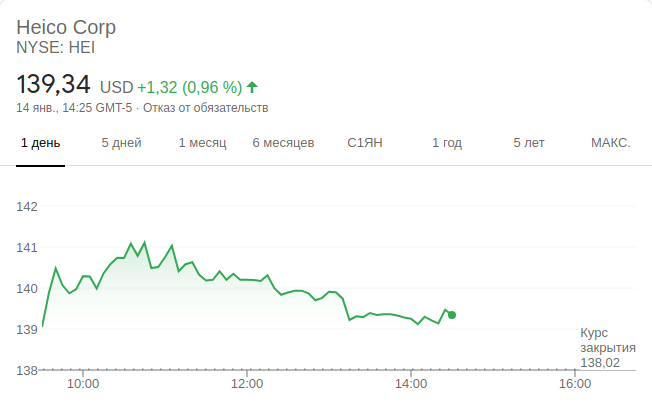 Heico Corp
NYSE: HEI
139,34 USD +1,32 (0,96 %)
14 янв., 14:25 GMT-5 · Отказ от обязательств
1 день 5 дней 1 месяц 6 месяцев С1ЯН 1 год 5 лет МАКС.
142
141
140
139
138
Курс
закрытия
138,02
10:00 12:00 14:00 16:00